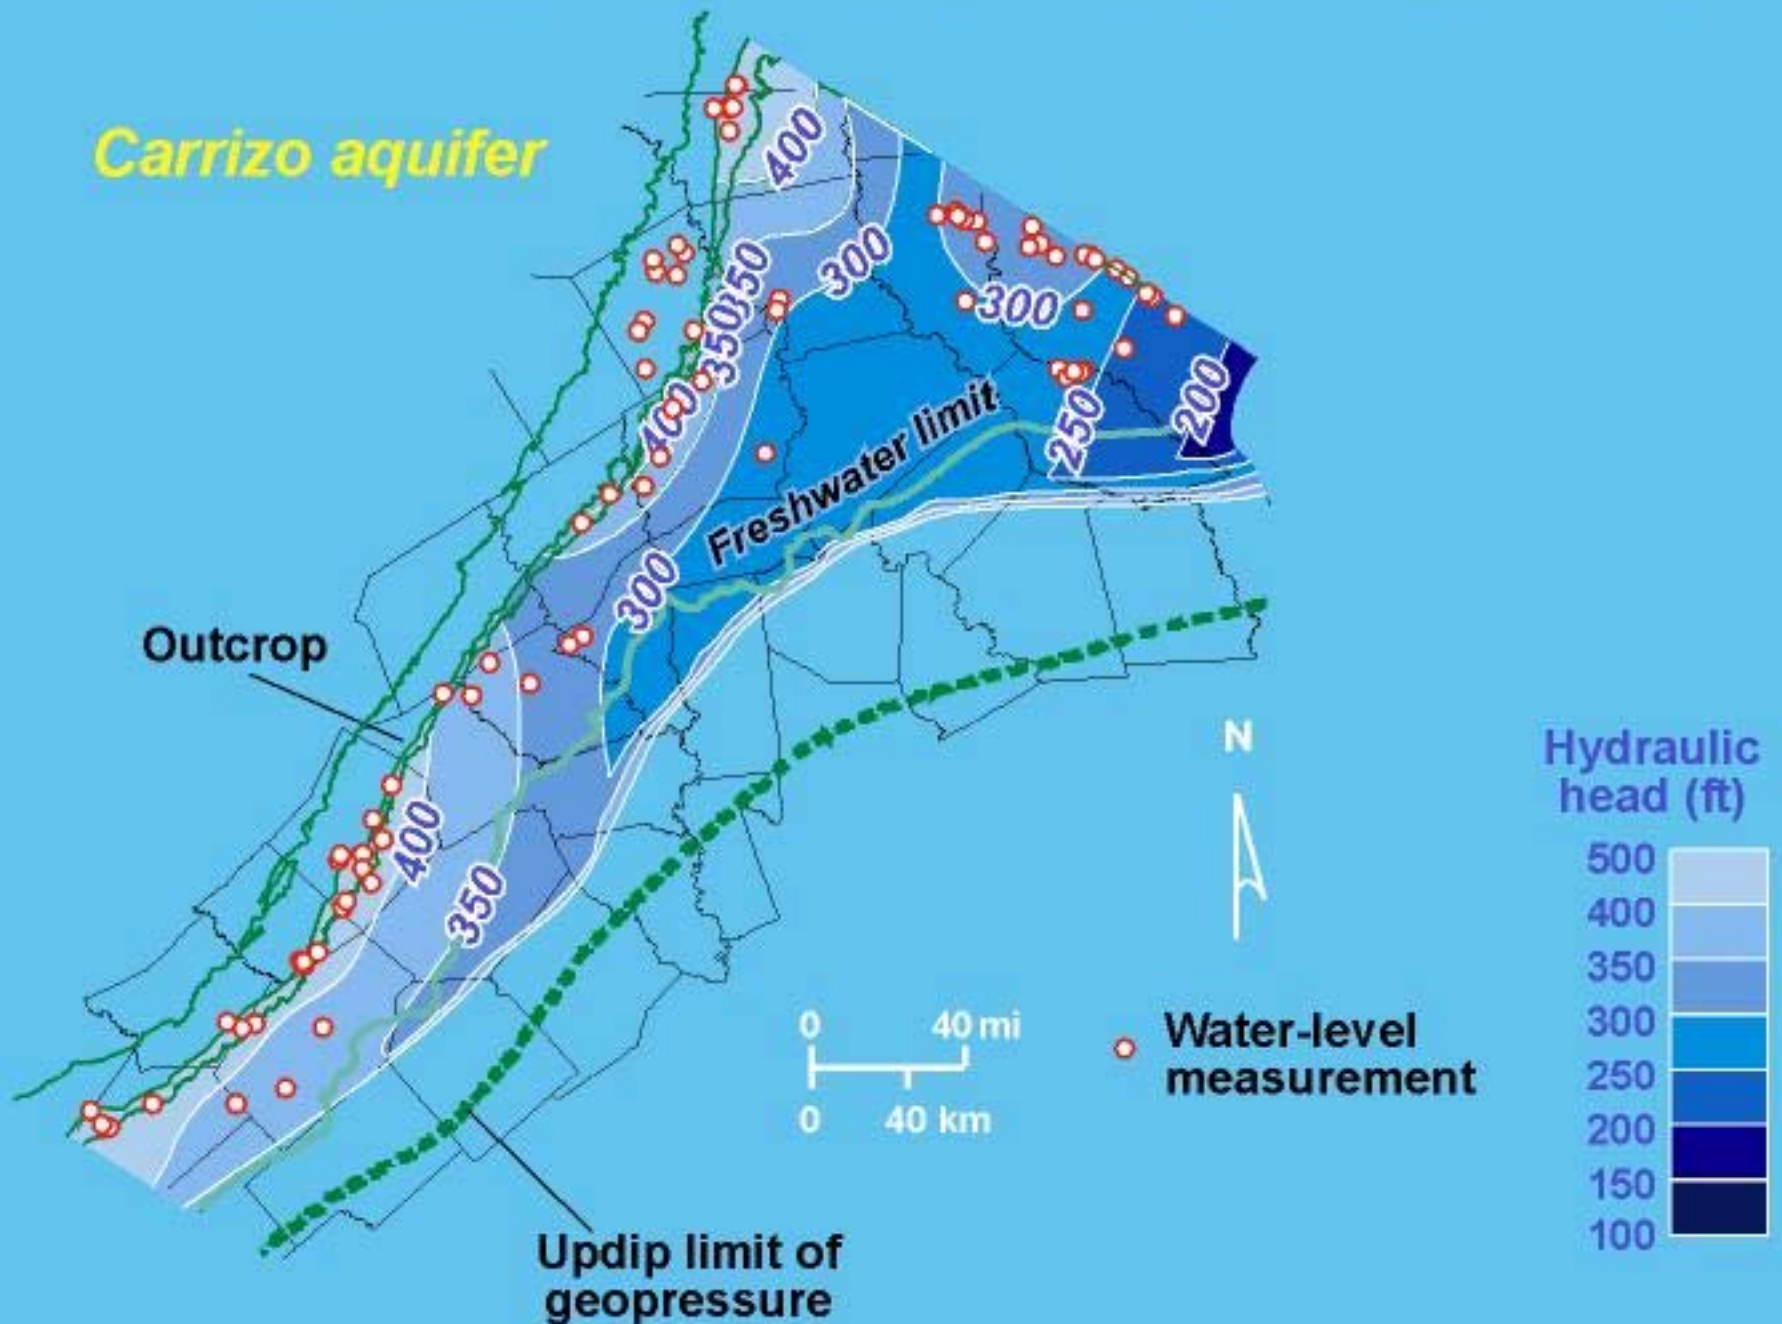 Carrizo aquifer
400
300
350
350
300
400
250
200
Freshwater limit
300
Outcrop
400
350
N
Hydraulic
head (ft)
500
400
350
300
250
200
150
100
0 40 mi
0 40 km
Water-level
measurement
Updip limit of
geopressure